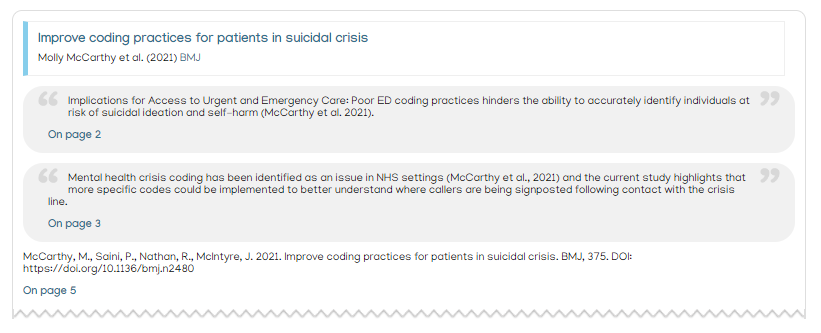 Improve coding practices for patients in suicidal crisis
Molly McCarthy et al. (2021) BMJ
Implications for Access to Urgent and Emergency Care: Poor ED coding practices hinders the ability to accurately identify individuals at
risk of suicidal ideation and self-harm (McCarthy et al. 2021).
On page 2
Mental health crisis coding has been identified as an issue in NHS settings (McCarthy et al., 2021) and the current study highlights that
more specific codes could be implemented to better understand where callers are being signposted following contact with the crisis
line.
On page 3
McCarthy, M., Saini, P., Nathan, R., McIntyre, J. 2021. Improve coding practices for patients in suicidal crisis. BMJ, 375. DOI:
https://doi.org/10.1136/bmj.n2480
On page 5